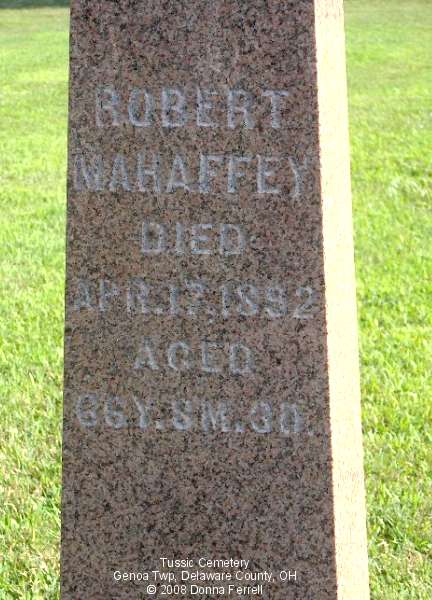 ROBERT
MAHAFFEY
DIED
APR.17,1892
AGED
66Y.8M.3D.
Tussic Cemetery
Genoa Twp, Delaware County, OH
© 2008 Donna Ferrell